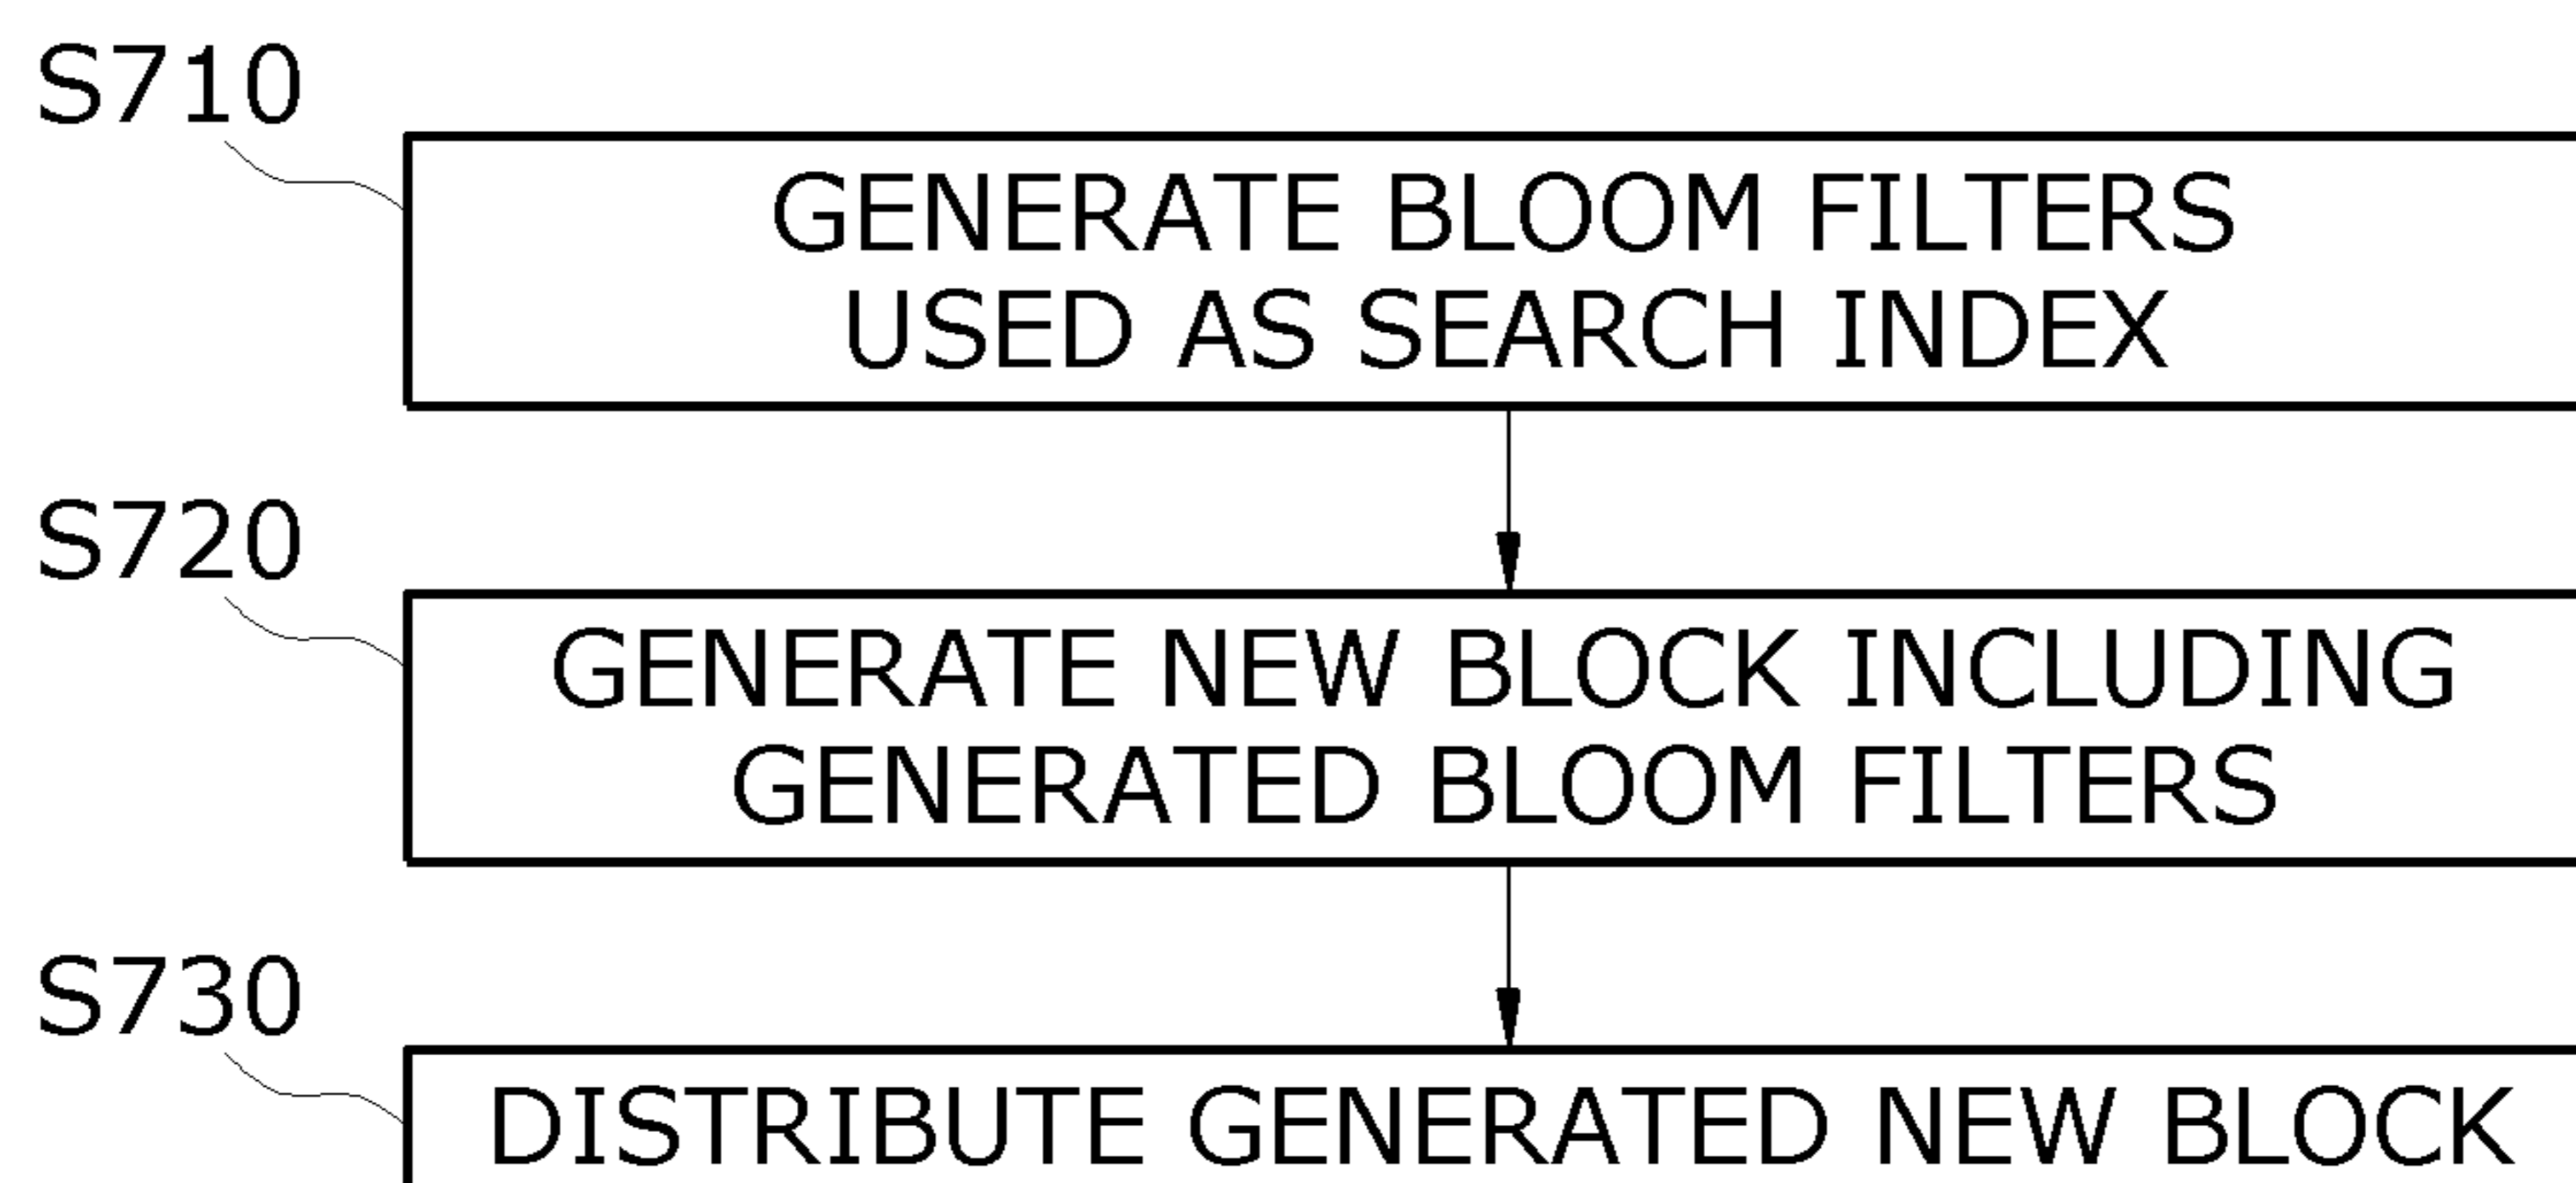 S710
GENERATE BLOOM FILTERS
USED AS SEARCH INDEX
S720
GENERATE NEW BLOCK INCLUDING
GENERATED BLOOM FILTERS
S730
DISTRIBUTE GENERATED NEW BLOCK